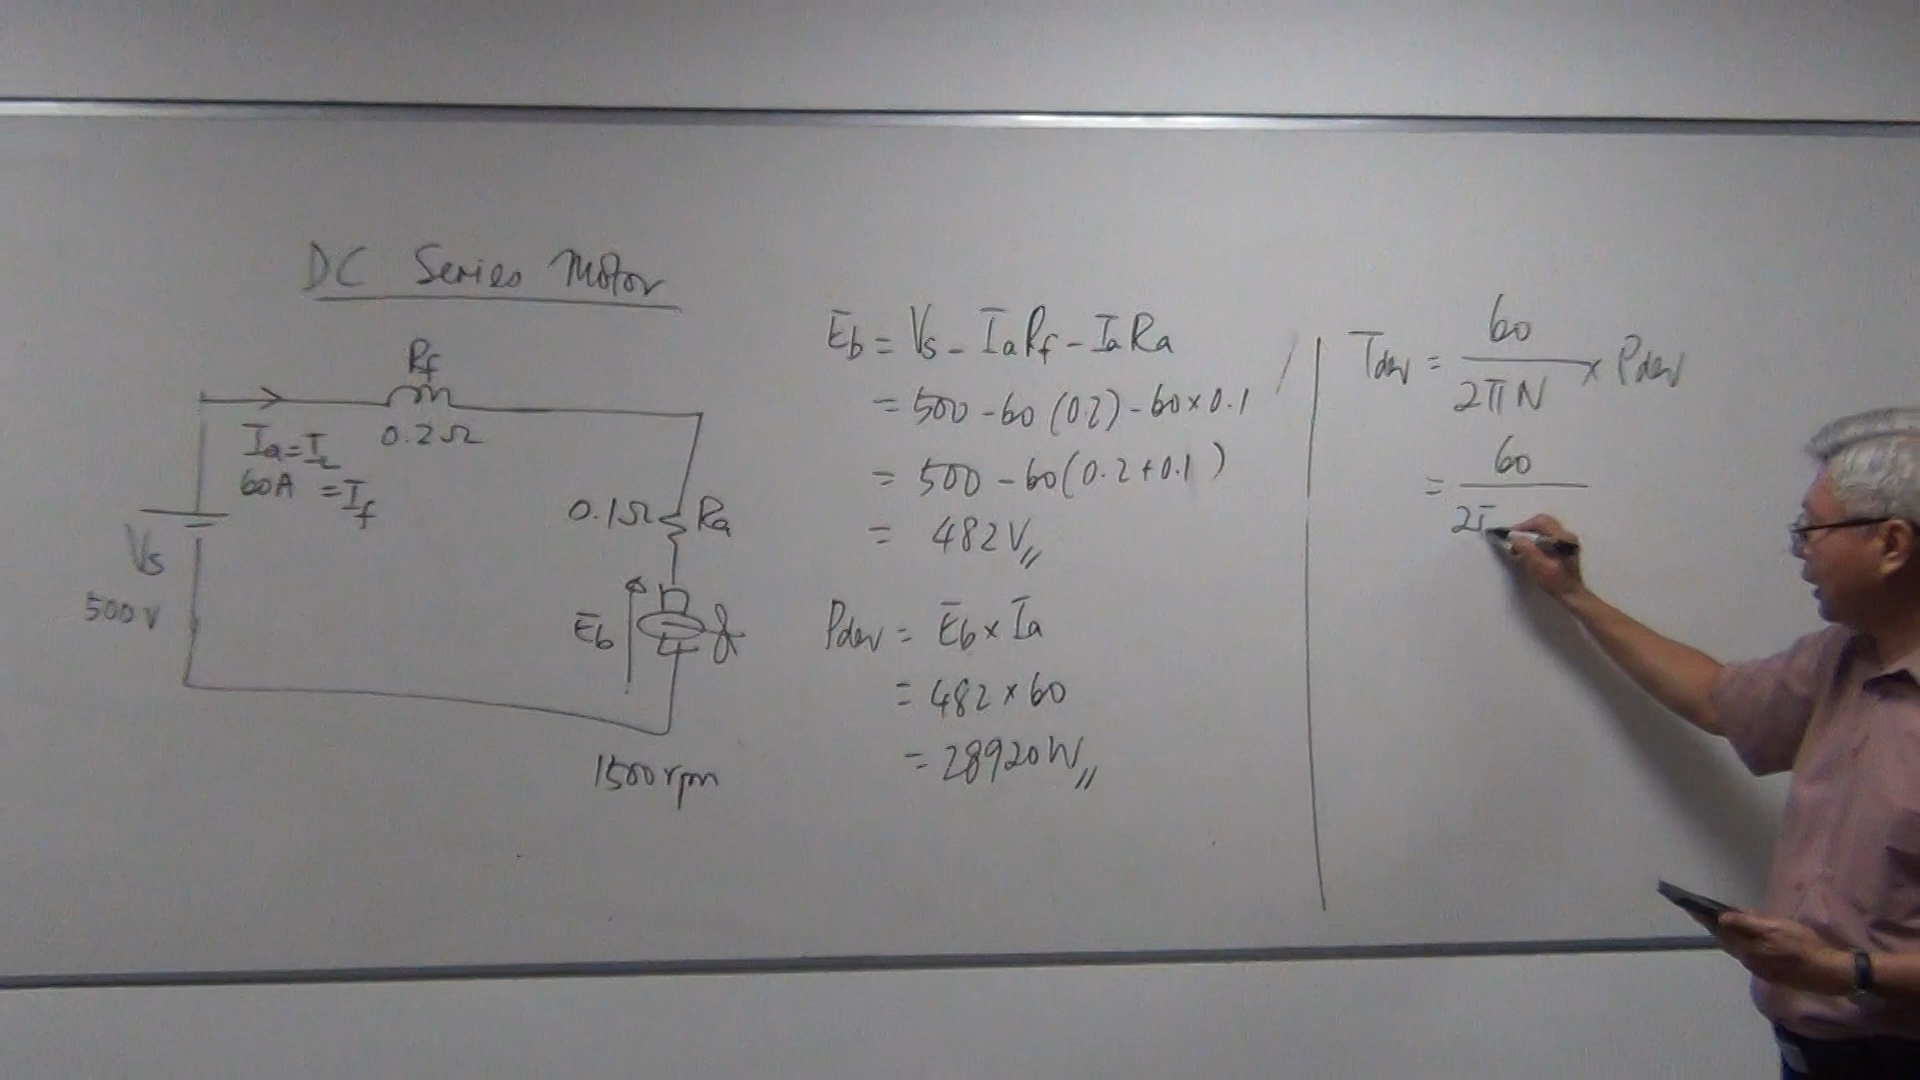 DC Series Motor
Rf
0.2Ω
Ia=IL
60A =If
Vs
500V
0.1Ω Ra
Eb
1500rpm
Eb = Vs - IaRf - IaRa
= 500 - 60 (0.2) - 60 x 0.1
= 500 - 60 (0.2 + 0.1)
= 482V
Pdev = Eb x Ia
= 482 x 60
= 28920W
Tdev = 60 / 2πN x Pdev
= 60 / 2π